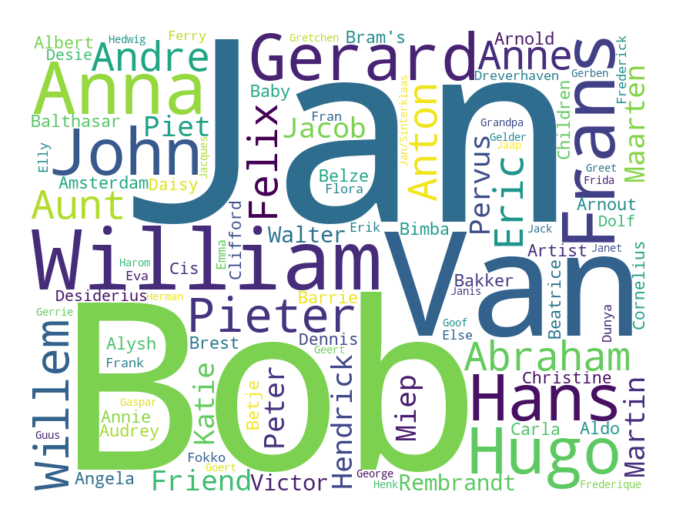 Hedwig
Ferry
Gretchen
Bram's
Arnold
Albert
Desie
Andre
Gerard
Anne
Dreverhaven
Gerben
Frederick
Anna
Jan
Frans
Baby
Balthasar
Piet
Felix
Fran
Jacob
Jan/Sinterklaas
Anton
Grandpa
Gelder
Jaap
Children
Maarten
Elly
John
Jacques
Pervus
Eric
Amsterdam
Daisy
Belze
Flora
Greet
Frida
Aunt
Clifford
Arnout
Dolf
William
Emma
Walter
Erik
Bimba
Jack
Artist
Janet
Van
Harom
Eva
Cis
Bakker
Janis
Beatrice
Cornelius
Desiderius
Herman
Barrie
Dunya
Gerrie
Bob
Pieter
Goof
Else
Willem
Alysh
Frank
Brest
Dennis
Geert
Abraham
Gaspar
Katie
Betje
Peter
Hendrick
Miep
Hans
Christine
Martin
Annie
Audrey
Guus
Hugo
Carla
Aldo
Fokko
Goert
Angela
Friend
Victor
George
Henk
Rembrandt
Frederique